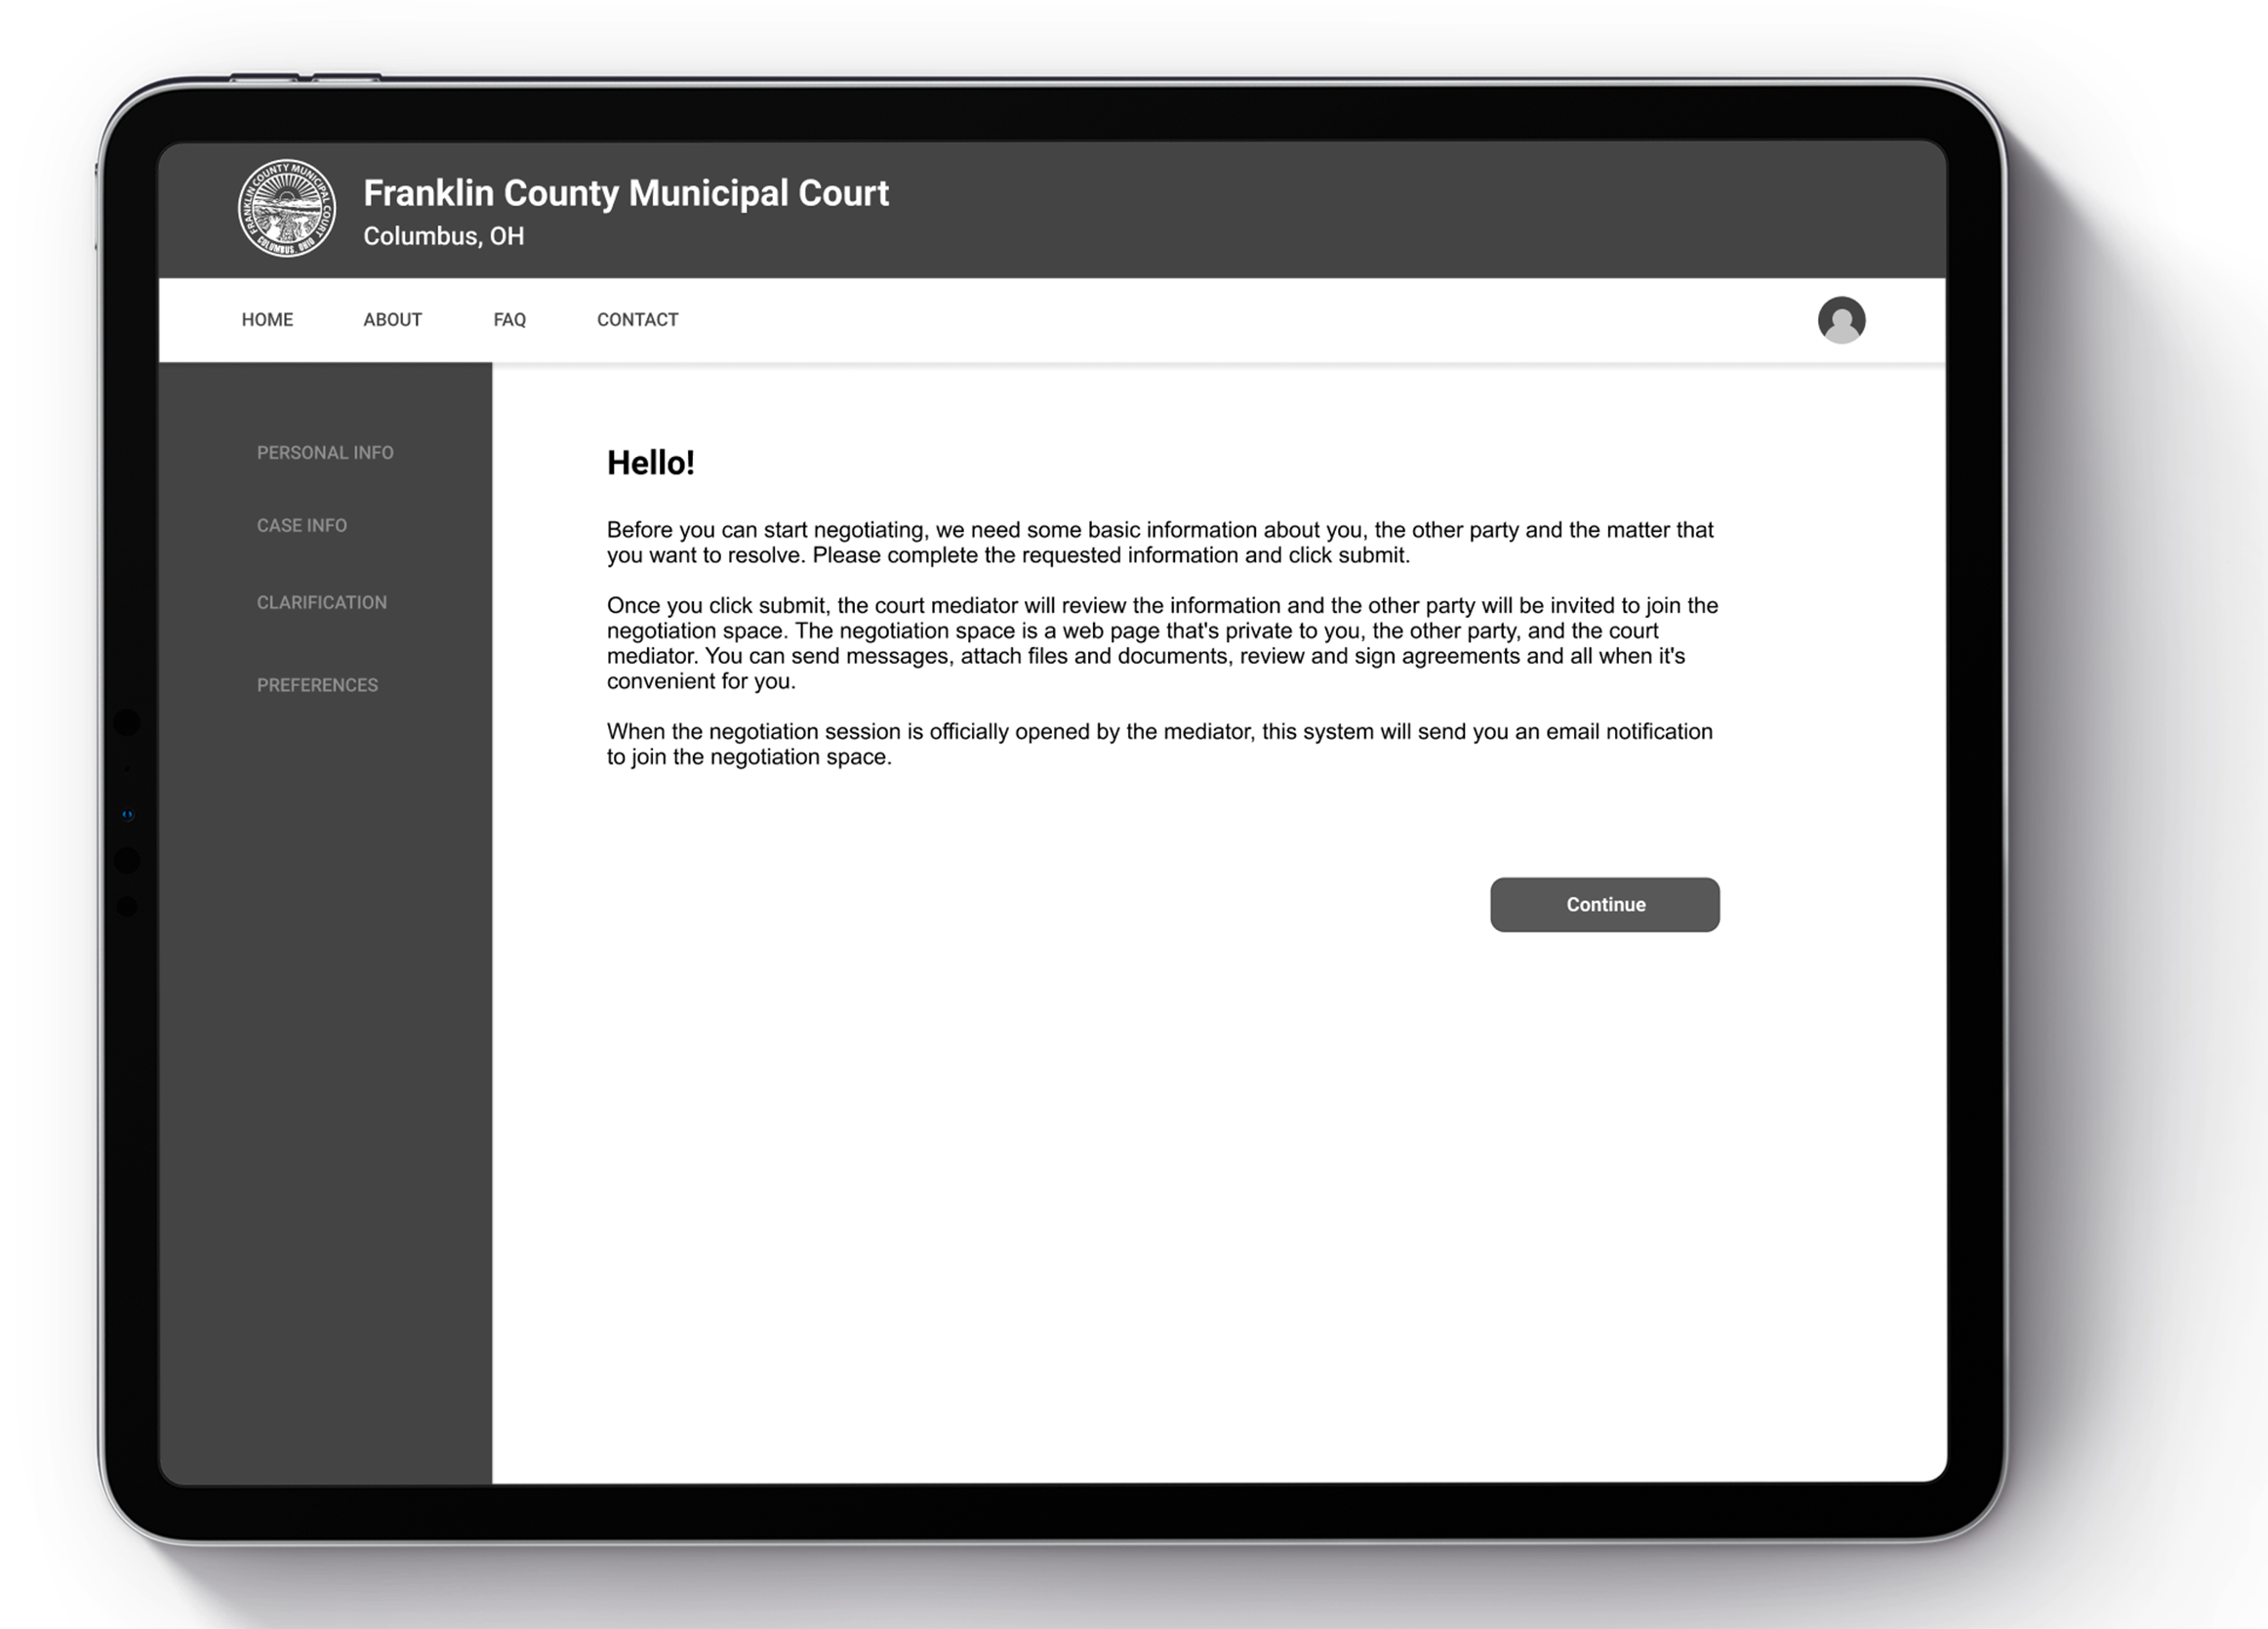 FRANKLIN COUNTY MUNICIPAL COURT
COLUMBUS, OHIO
Franklin County Municipal Court
Columbus, OH
HOME
ABOUT
FAQ
CONTACT
PERSONAL INFO
CASE INFO
CLARIFICATION
PREFERENCES
Hello!
Before you can start negotiating, we need some basic information about you, the other party and the matter that
you want to resolve. Please complete the requested information and click submit.
Once you click submit, the court mediator will review the information and the other party will be invited to join the
negotiation space. The negotiation space is a web page that's private to you, the other party, and the court
mediator. You can send messages, attach files and documents, review and sign agreements and all when it's
convenient for you.
When the negotiation session is officially opened by the mediator, this system will send you an email notification
to join the negotiation space.
Continue